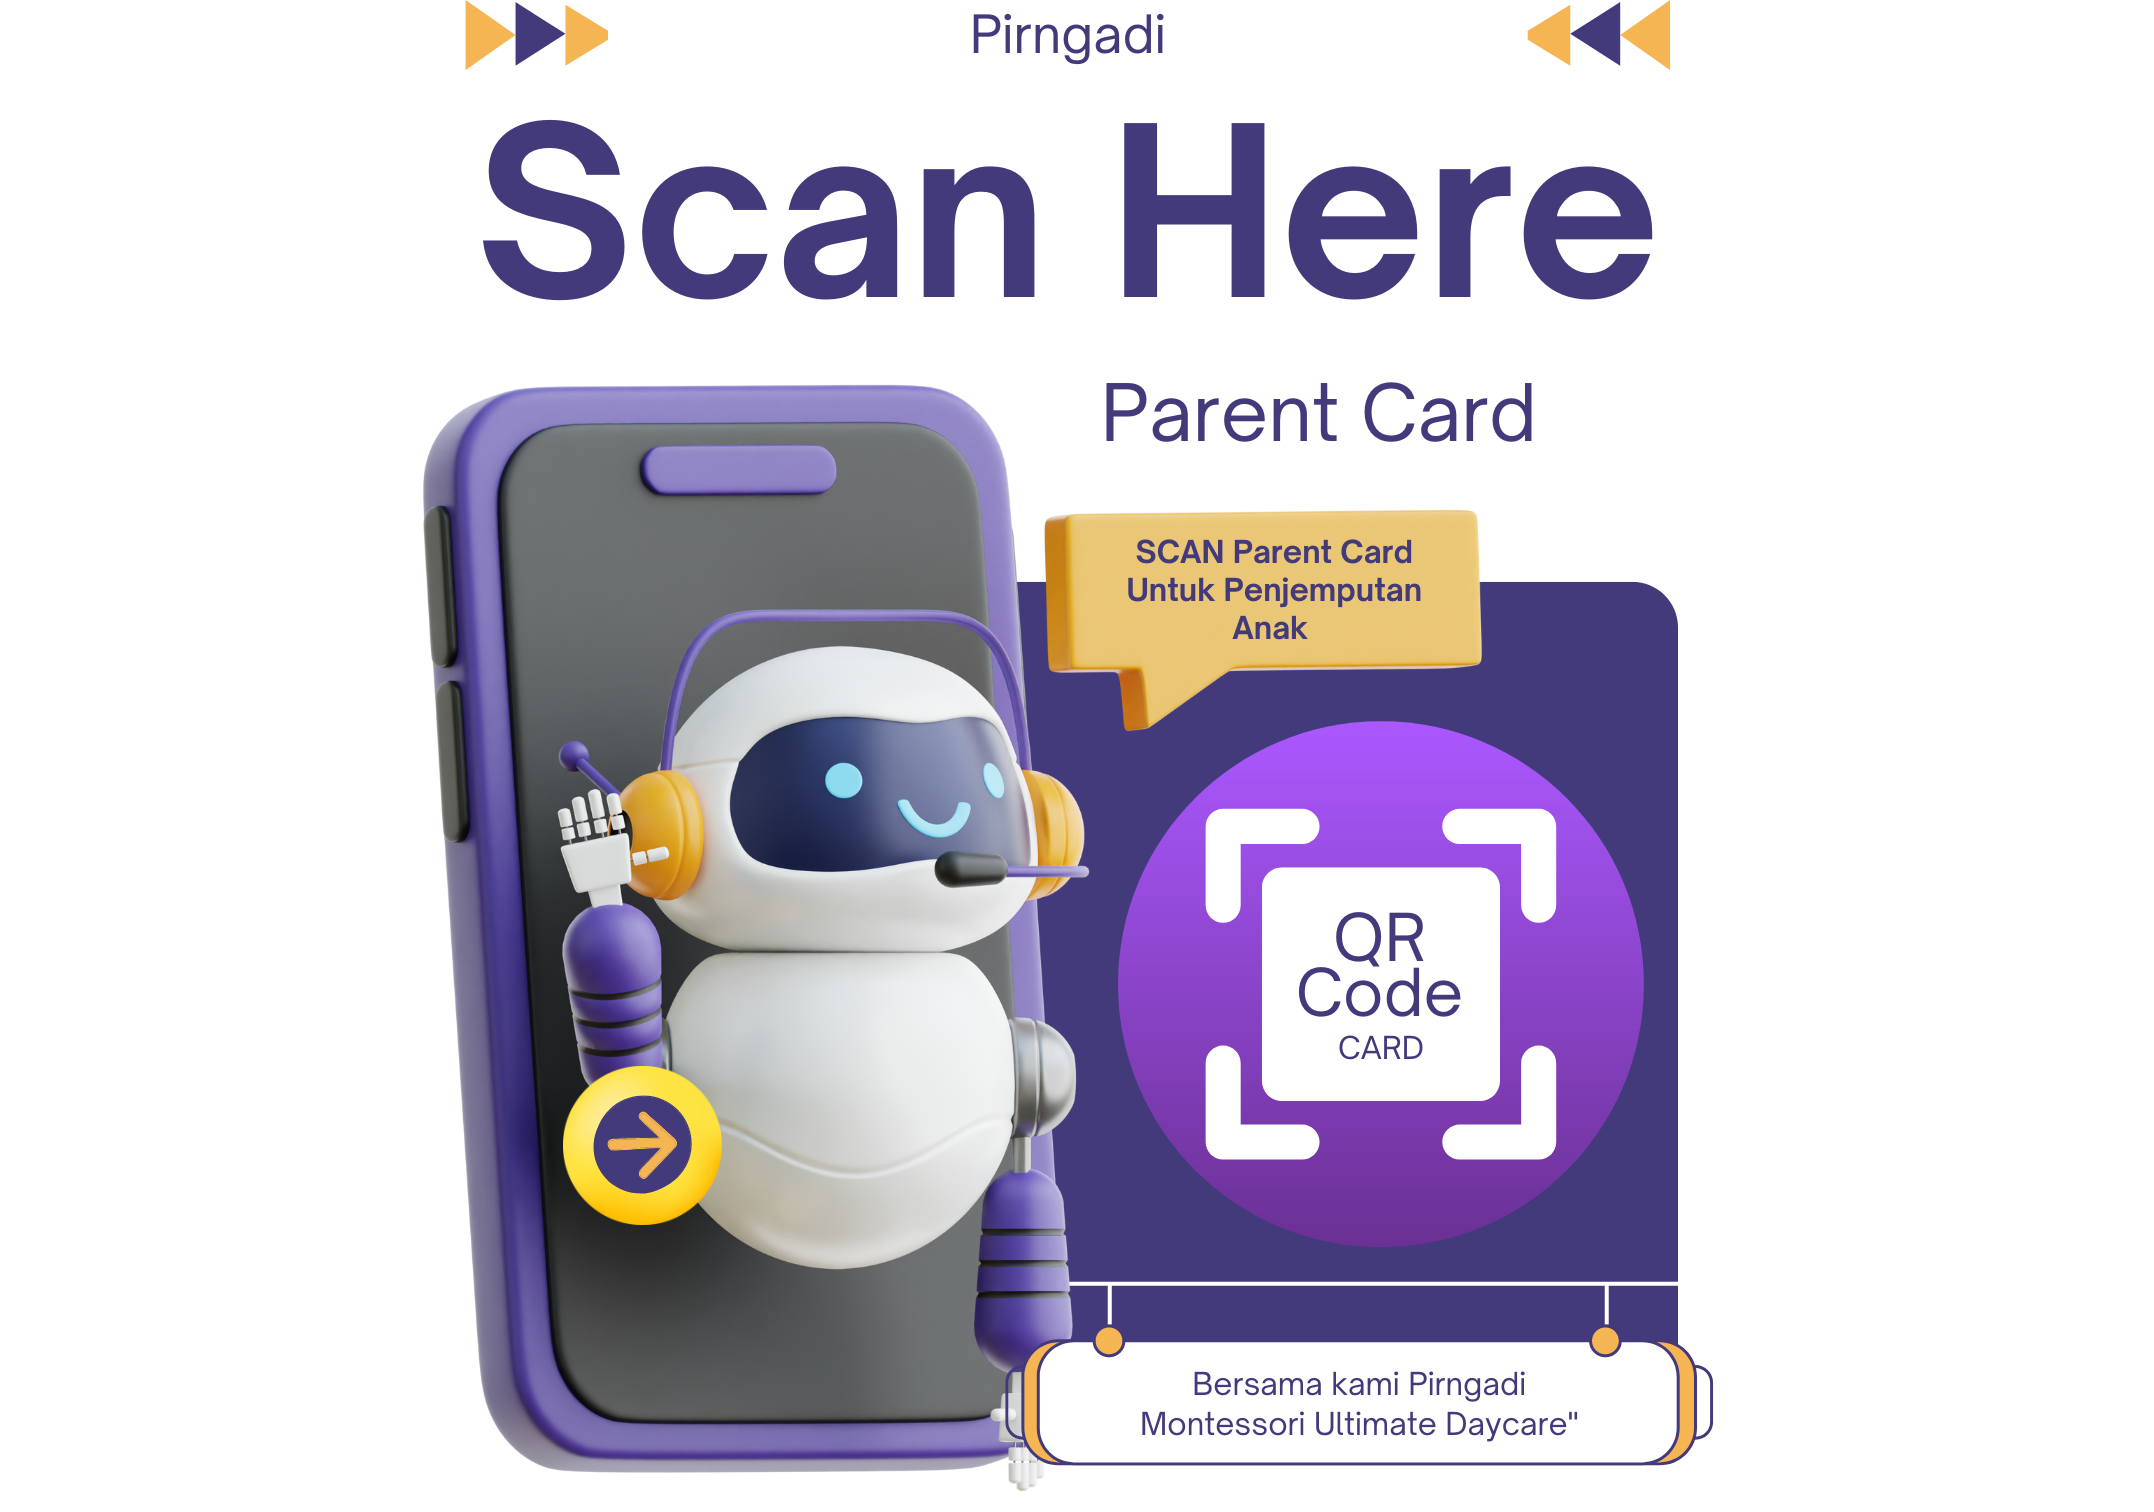 Pirngadi
Scan Here
Parent Card
SCAN Parent Card
Untuk Penjemputan
Anak
QR
Code
CARD
Bersama kami Pirngadi
Montessori Ultimate Daycare"